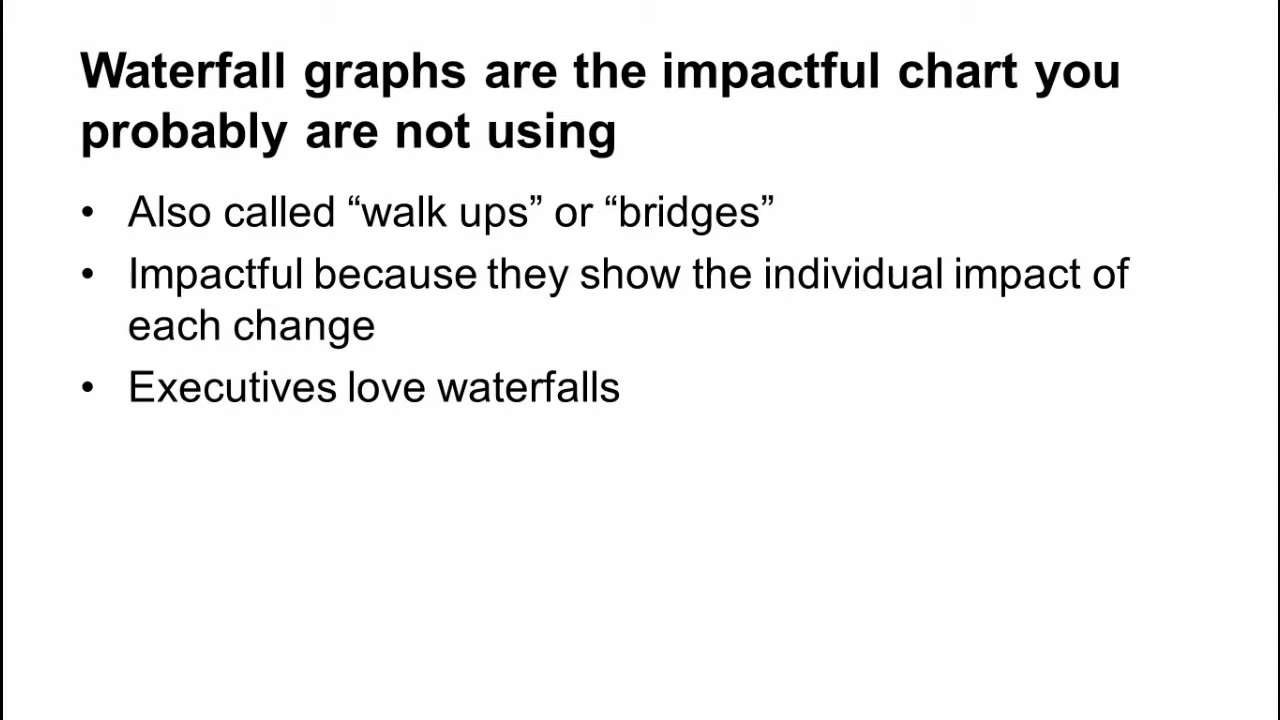 Waterfall graphs are the impactful chart you
probably are not using
• Also called “walk ups” or “bridges”
• Impactful because they show the individual impact of
each change
• Executives love waterfalls